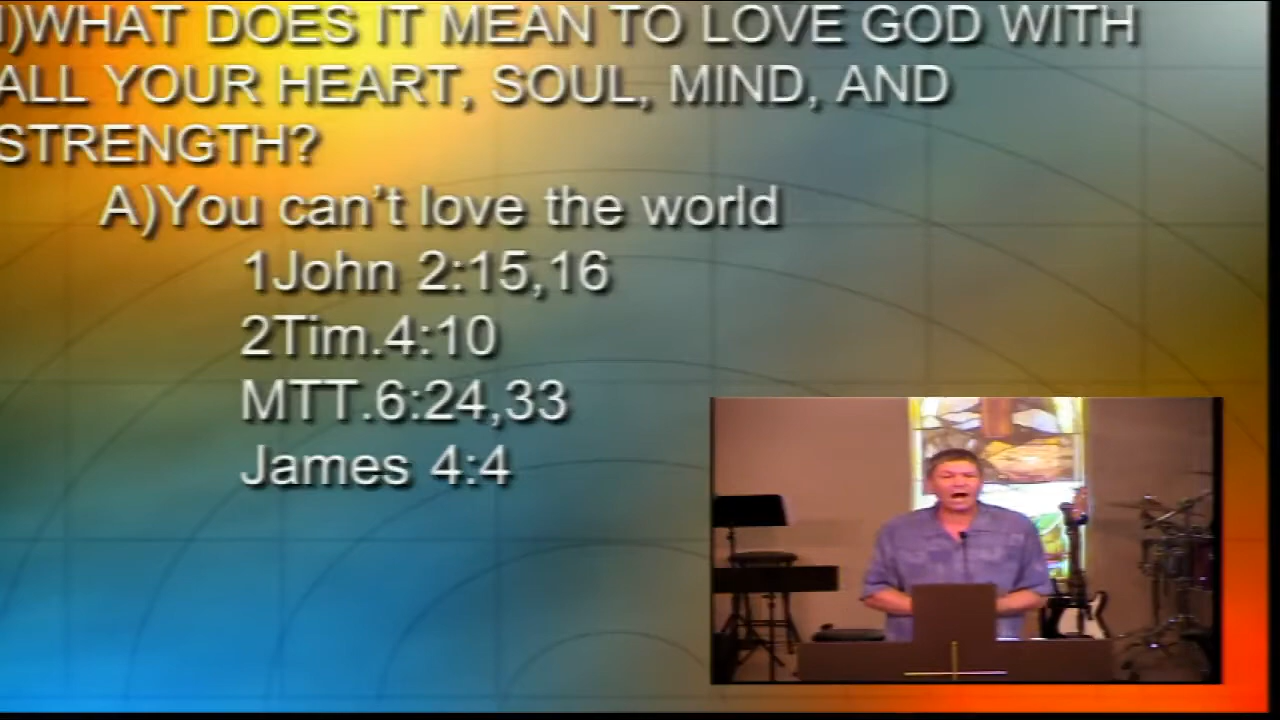 I)WHAT DOES IT MEAN TO LOVE GOD WITH
ALL YOUR HEART, SOUL, MIND, AND
STRENGTH?
A)You can't love the world
1John 2:15,16
2Tim.4:10
MTT.6:24,33
James 4:4